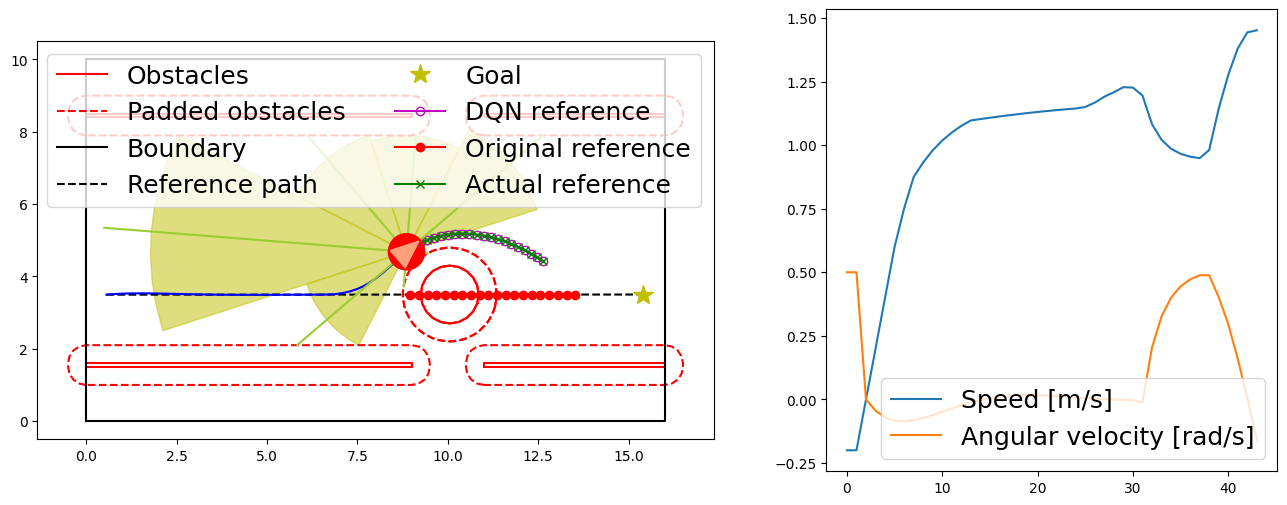 10
8
6
4
2
0
0.0 2.5 5.0 7.5 10.0 12.5 15.0
Obstacles
Padded obstacles
Boundary
Reference path
Goal
DQN reference
Original reference
Actual reference
1.50
1.25
1.00
0.75
0.50
0.25
0.00
−0.25
0 10 20 30 40
Speed [m/s]
Angular velocity [rad/s]